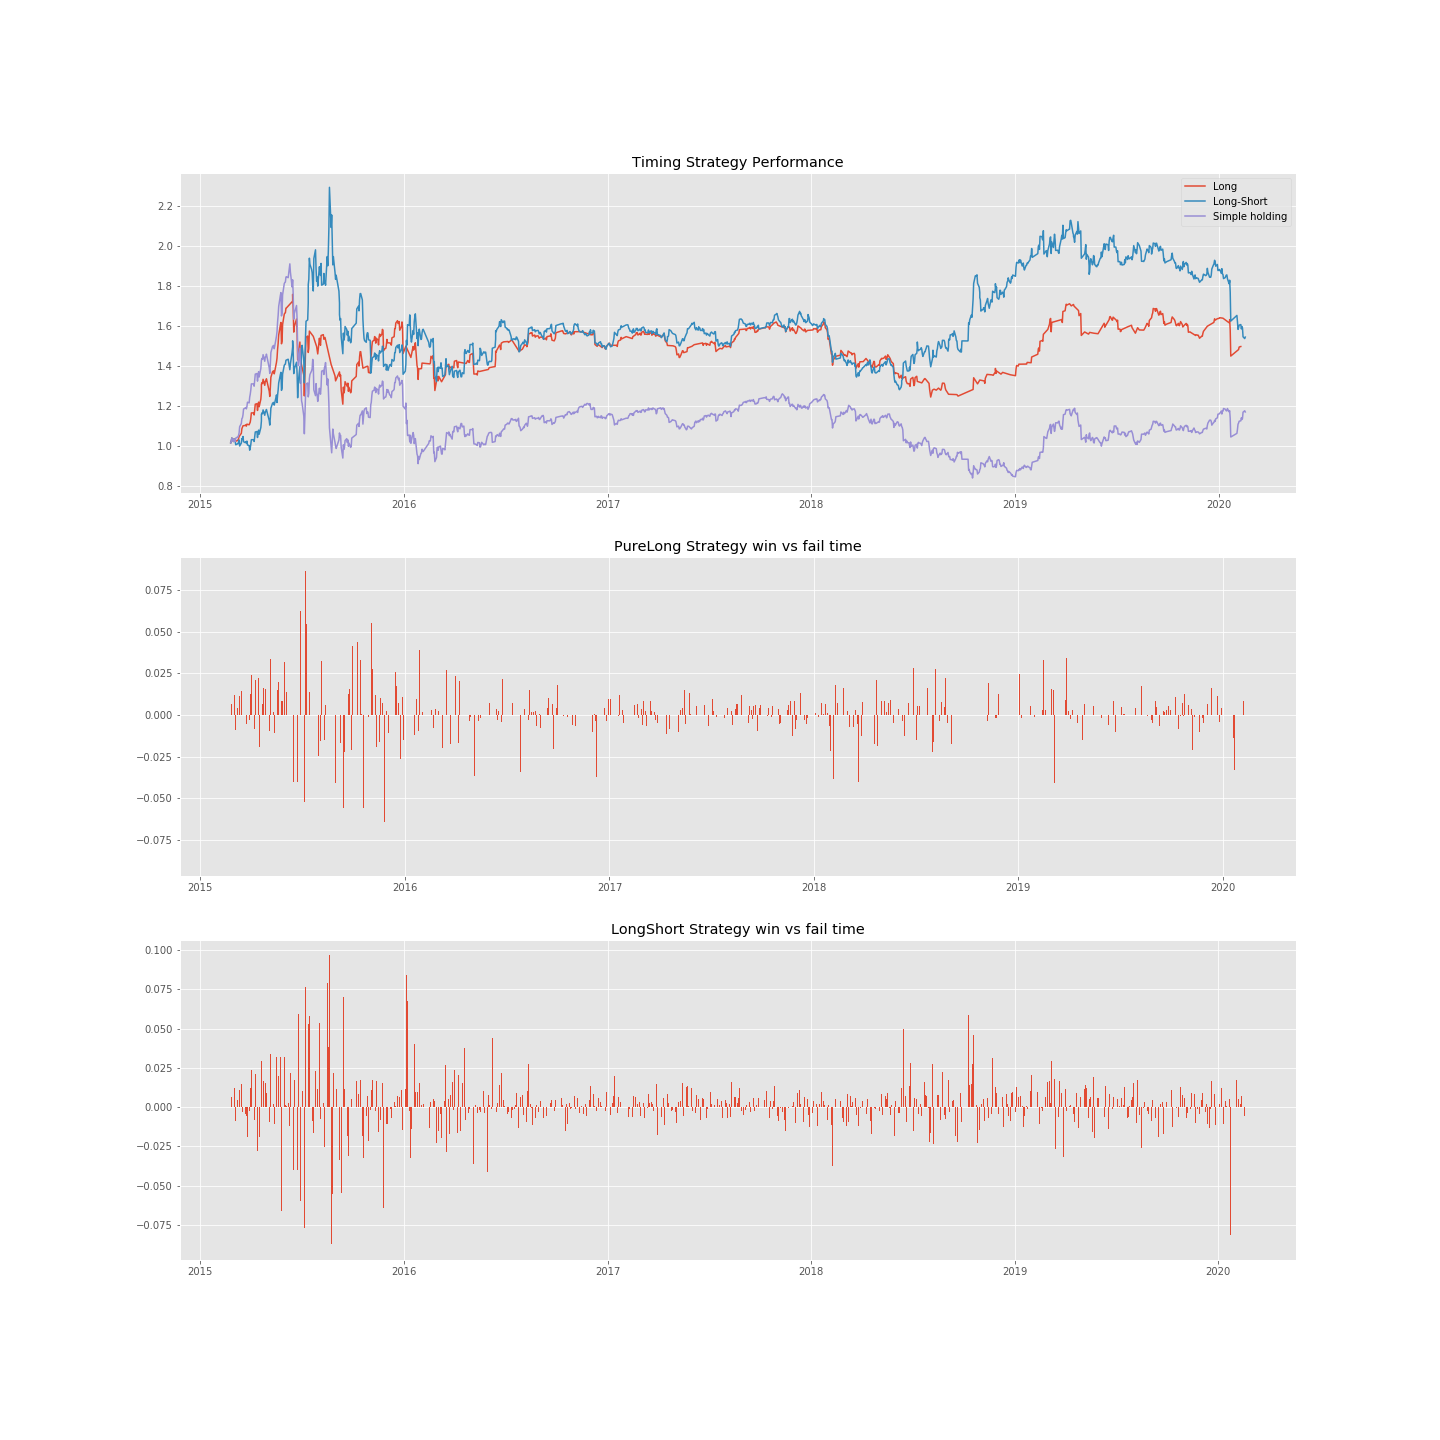 Timing Strategy Performance
Long
Long-Short
Simple holding
2.2
2.0
1.8
1.6
1.4
1.2
1.0
0.8
2015 2016 2017 2018 2019 2020
PureLong Strategy win vs fail time
0.075
0.050
0.025
0.000
−0.025
−0.050
−0.075
2015 2016 2017 2018 2019 2020
LongShort Strategy win vs fail time
0.100
0.075
0.050
0.025
0.000
−0.025
−0.050
−0.075
2015 2016 2017 2018 2019 2020